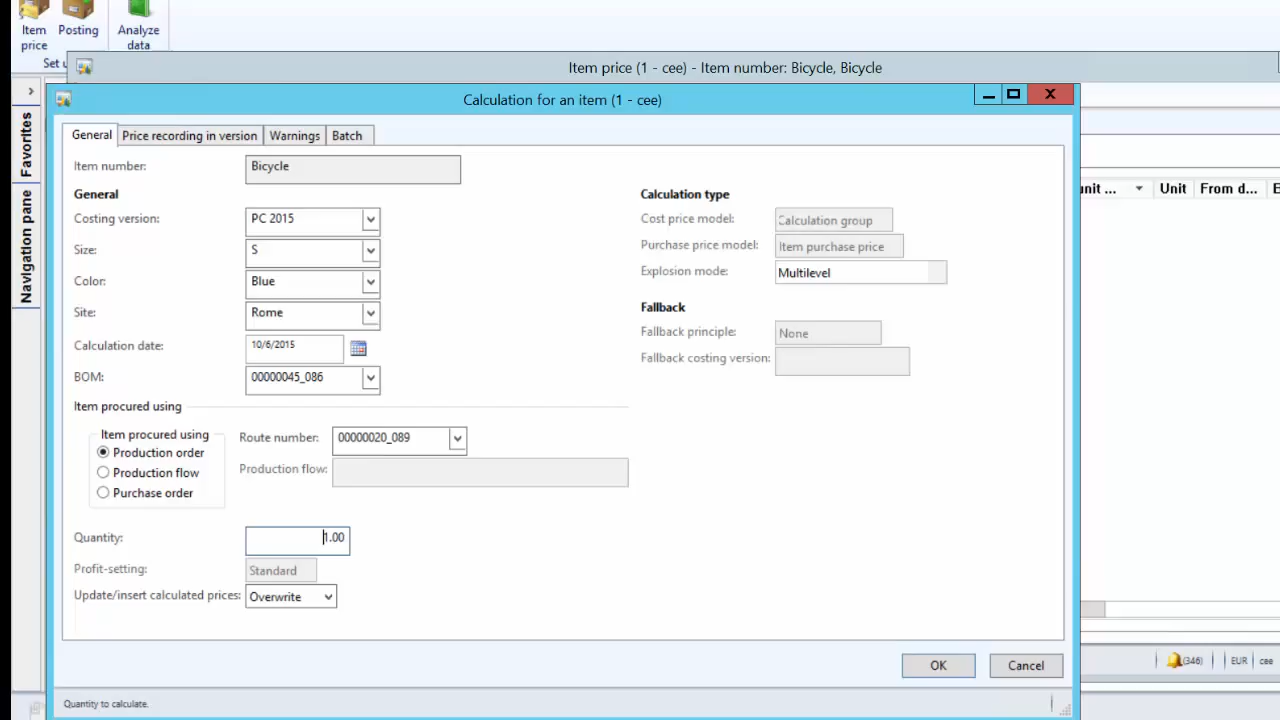 Item price
Posting
Analyze data
Set u
Item price (1 - cee) - Item number: Bicycle, Bicycle
Calculation for an item (1 - cee)
Favorites
Navigation pane
General
Price recording in version
Warnings
Batch
Item number:
Bicycle
General
Costing version:
PC 2015
Size:
S
Color:
Blue
Site:
Rome
Calculation date:
10/6/2015
BOM:
00000045_086
Item procured using
Item procured using
Production order
Production flow
Purchase order
Route number:
00000020_089
Production flow:
Quantity:
1.00
Profit-setting:
Standard
Update/insert calculated prices:
Overwrite
Calculation type
Cost price model:
Calculation group
Purchase price model:
Item purchase price
Explosion mode:
Multilevel
Fallback
Fallback principle:
None
Fallback costing version:
OK
Cancel
Quantity to calculate.
unit ...
Unit
From d...
E
(346)
EUR
cee